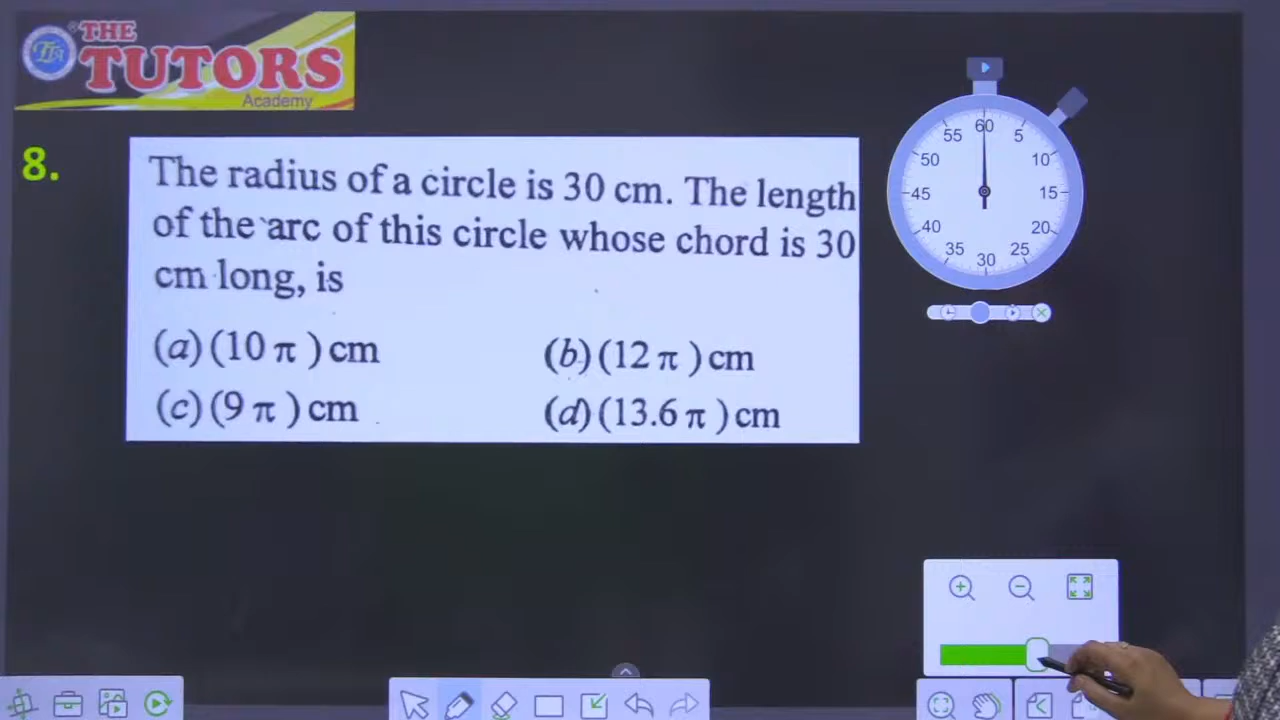 THE
TUTORS
Academy
8.
The radius of a circle is 30 cm. The length
of the arc of this circle whose chord is 30
cm long, is
(a) (10 π ) cm
(b) (12 π ) cm
(c) (9 π ) cm
(d) (13.6 π ) cm
60
55
5
50
10
45
15
40
20
35
25
30